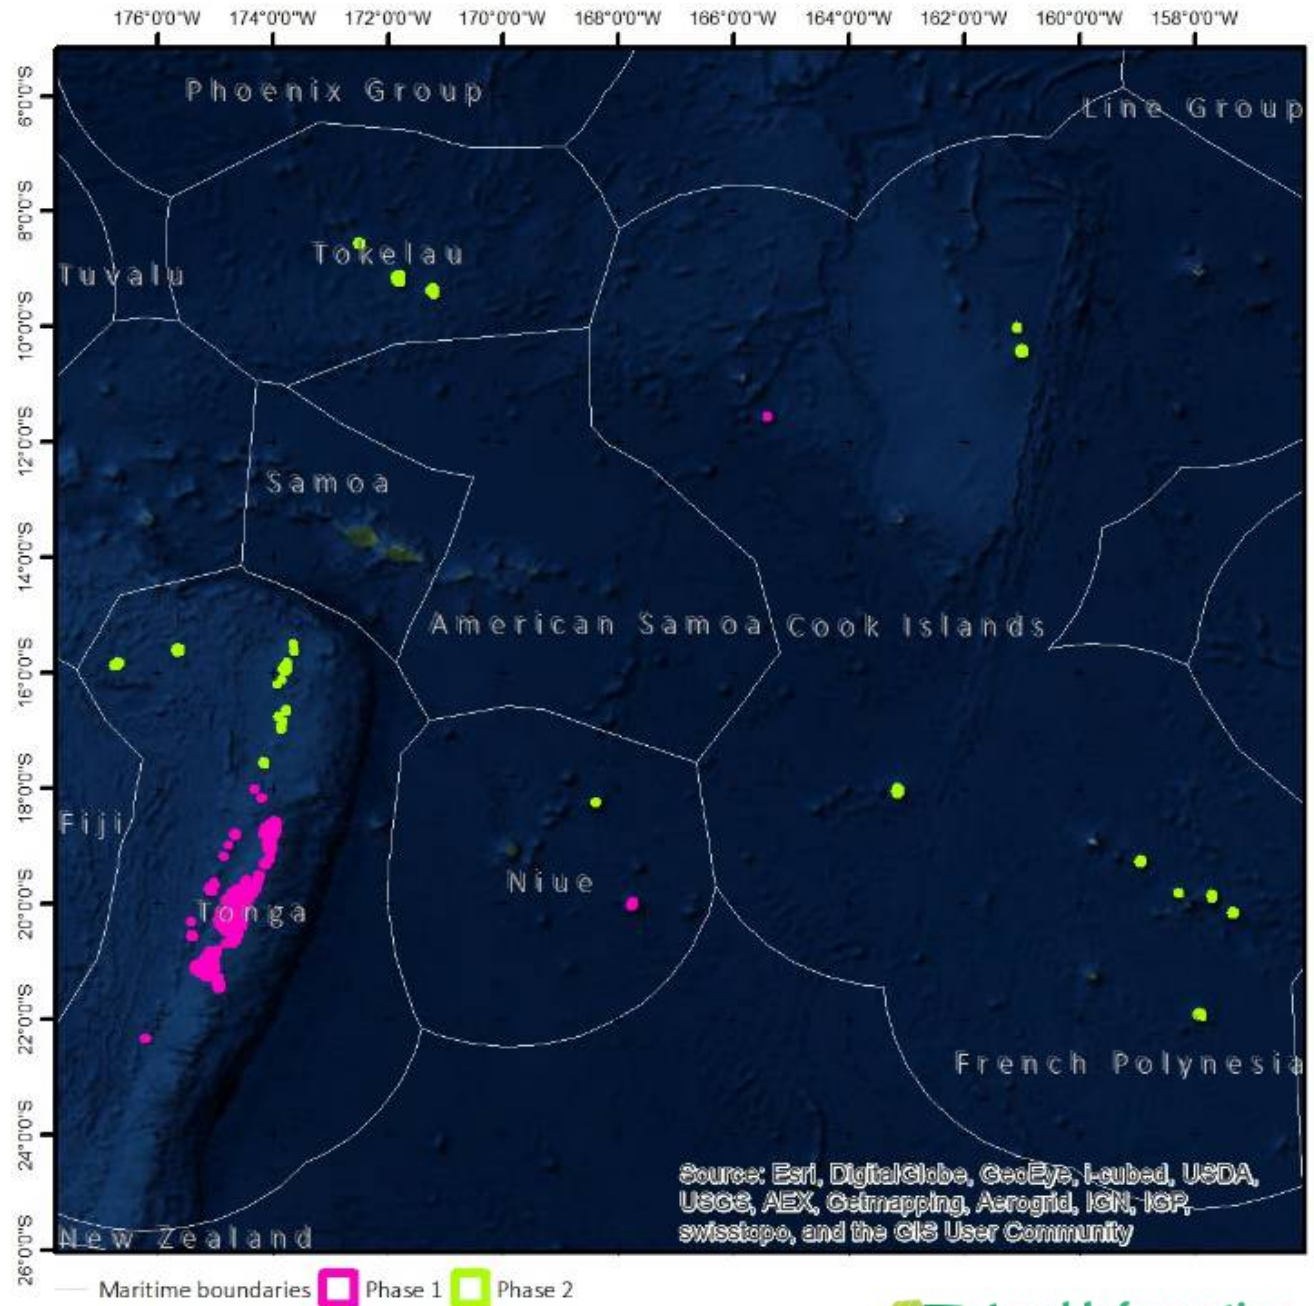 176°0'0"W 174°0'0"W 172°0'0"W 170°0'0"W 168°0'0"W 166°0'0"W 164°0'0"W 162°0'0"W 160°0'0"W 158°0'0"W
6°0'0"S
8°0'0"S
10°0'0"S
12°0'0"S
14°0'0"S
16°0'0"S
18°0'0"S
20°0'0"S
22°0'0"S
24°0'0"S
26°0'0"S
Phoenix Group
Line Group
Tokelau
Tuvalu
Samoa
American Samoa
Cook Islands
Fiji
Niue
Tonga
French Polynesia
New Zealand
Source: Esri, DigitalGlobe, GeoEye, i-cubed, USDA,
USGS, AEX, Getmapping, Aerogrid, IGN, IGP,
swisstopo, and the GIS User Community
Maritime boundaries Phase 1 Phase 2